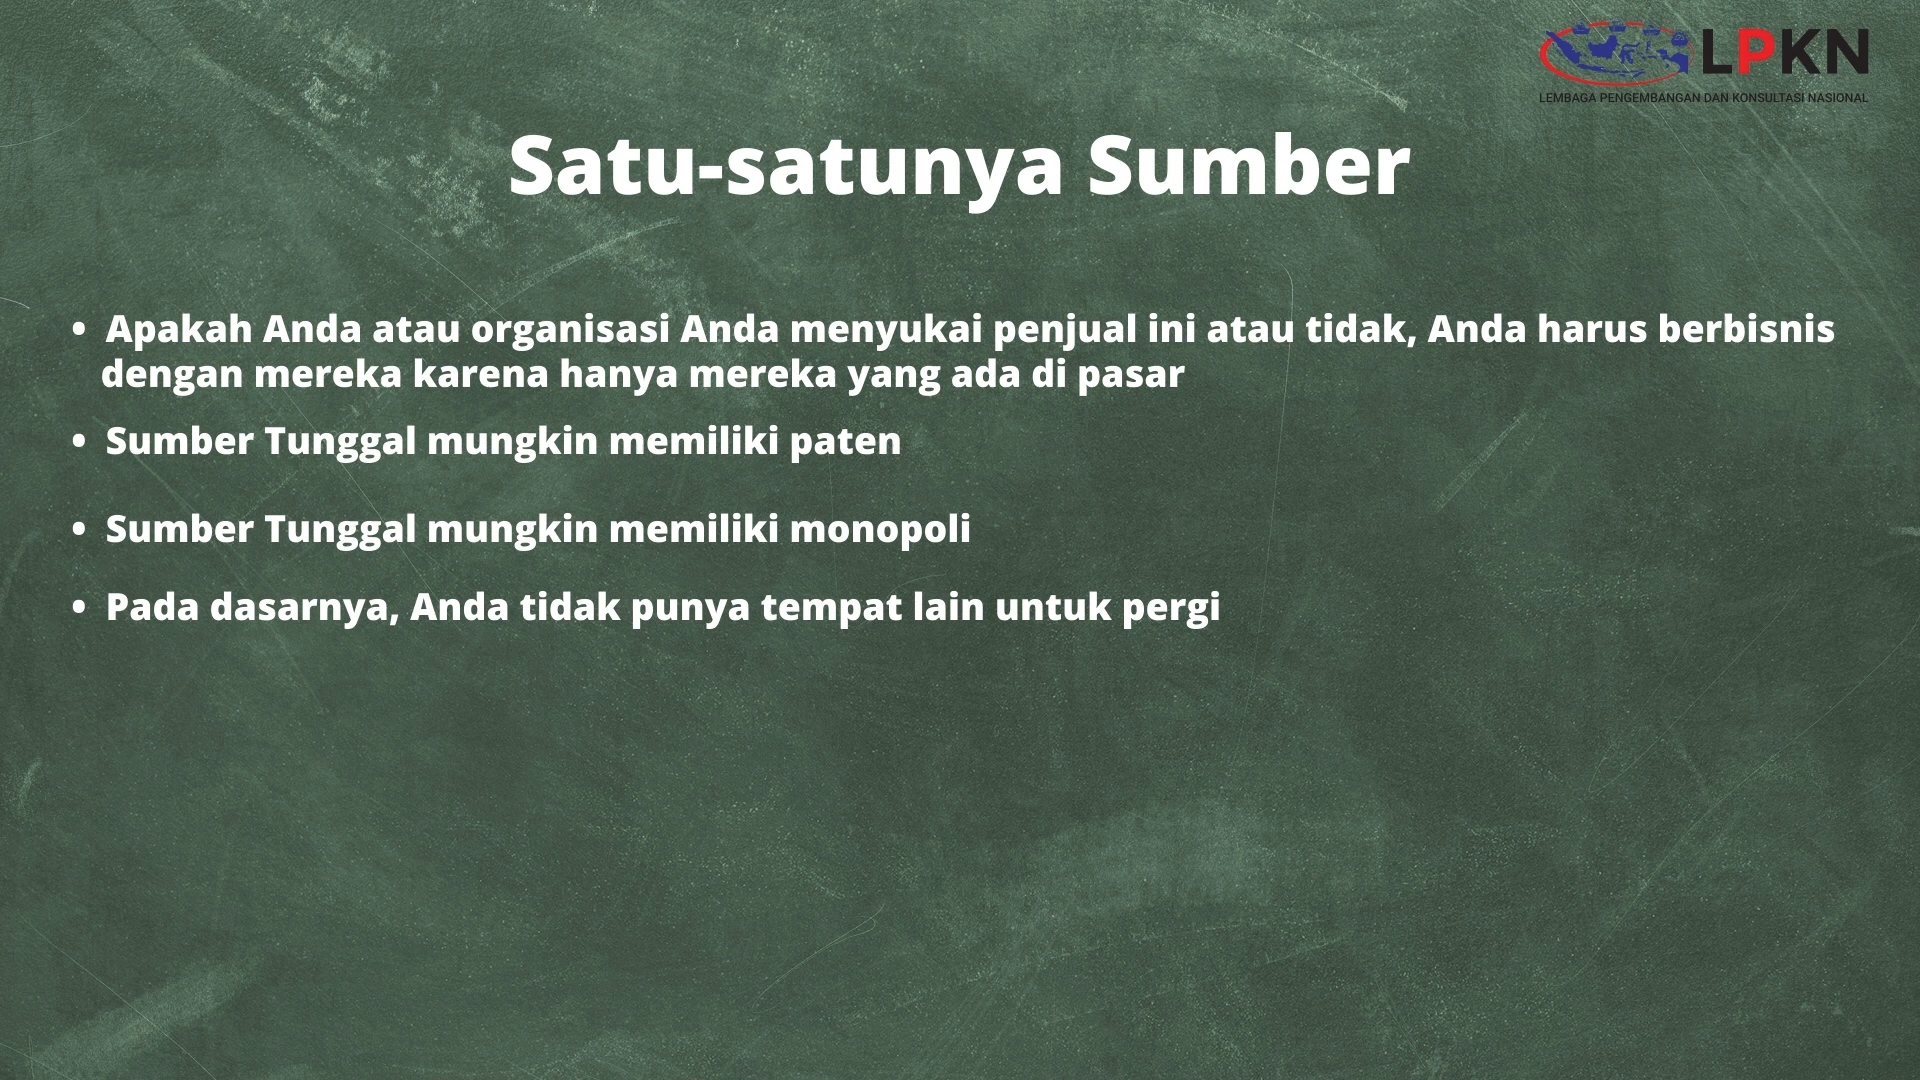 LPKN
LEMBAGA PENGEMBANGAN DAN KONSULTASI NASIONAL
Satu-satunya Sumber
• Apakah Anda atau organisasi Anda menyukai penjual ini atau tidak, Anda harus berbisnis
dengan mereka karena hanya mereka yang ada di pasar
• Sumber Tunggal mungkin memiliki paten
• Sumber Tunggal mungkin memiliki monopoli
• Pada dasarnya, Anda tidak punya tempat lain untuk pergi